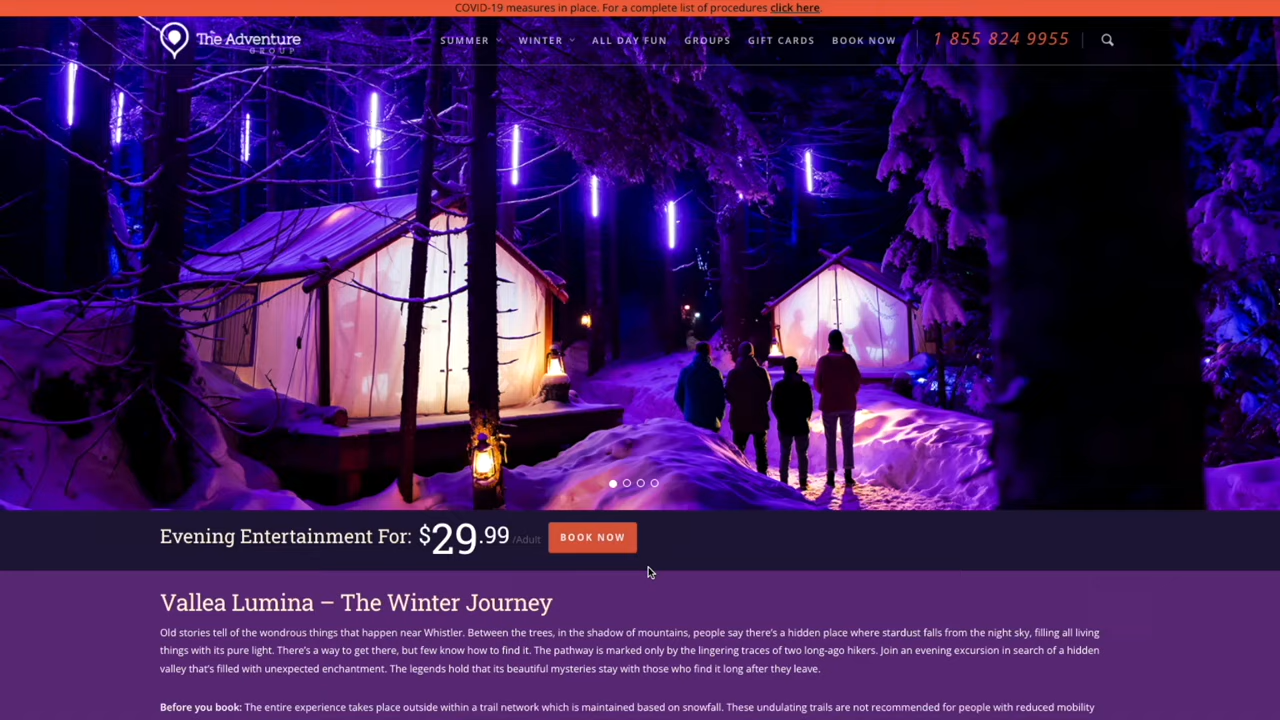 COVID-19 measures in place. For a complete list of procedures click here.
The Adventure
GROUP
SUMMER WINTER ALL DAY FUN GROUPS GIFT CARDS BOOK NOW 1 855 824 9955
Evening Entertainment For: $29.99 /Adult BOOK NOW
Vallea Lumina – The Winter Journey
Old stories tell of the wondrous things that happen near Whistler. Between the trees, in the shadow of mountains, people say there's a hidden place where stardust falls from the night sky, filling all living
things with its pure light. There's a way to get there, but few know how to find it. The pathway is marked only by the lingering traces of two long-ago hikers. Join an evening excursion in search of a hidden
valley that's filled with unexpected enchantment. The legends hold that its beautiful mysteries stay with those who find it long after they leave.
Before you book: The entire experience takes place outside within a trail network which is maintained based on snowfall. These undulating trails are not recommended for people with reduced mobility